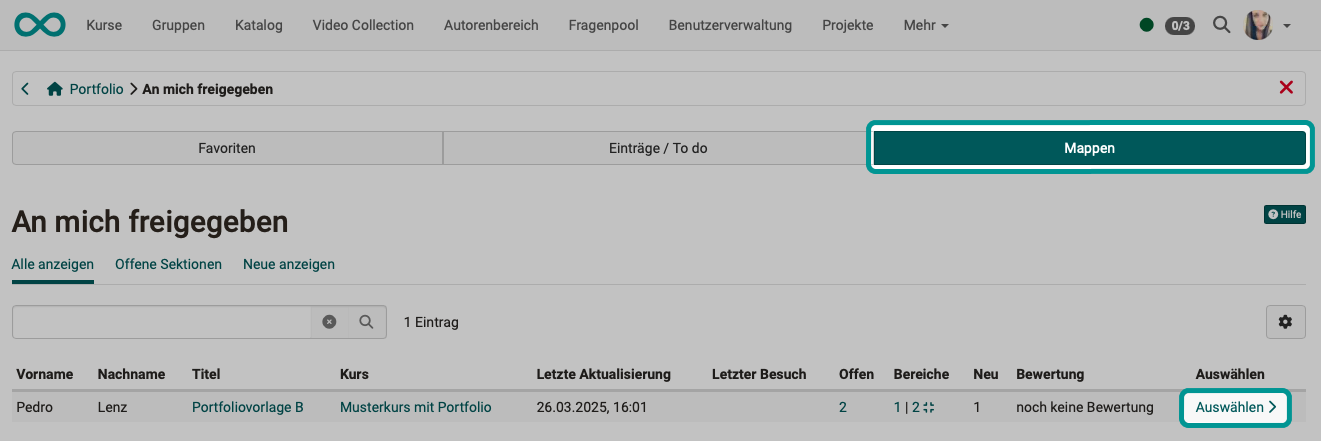 Kurse Gruppen Katalog Video Collection Autorenbereich Fragenpool Benutzerverwaltung Projekte Mehr 0/3
Portfolio An mich freigegeben
Favoriten Einträge / To do Mappen
An mich freigegeben Hilfe
Alle anzeigen Offene Sektionen Neue anzeigen
1 Eintrag
Vorname Nachname Titel Kurs Letzte Aktualisierung Letzter Besuch Offen Bereiche Neu Bewertung Auswählen
Pedro Lenz Portfoliovorlage B Musterkurs mit Portfolio 26.03.2025, 16:01 2 1 | 2 1 noch keine Bewertung Auswählen